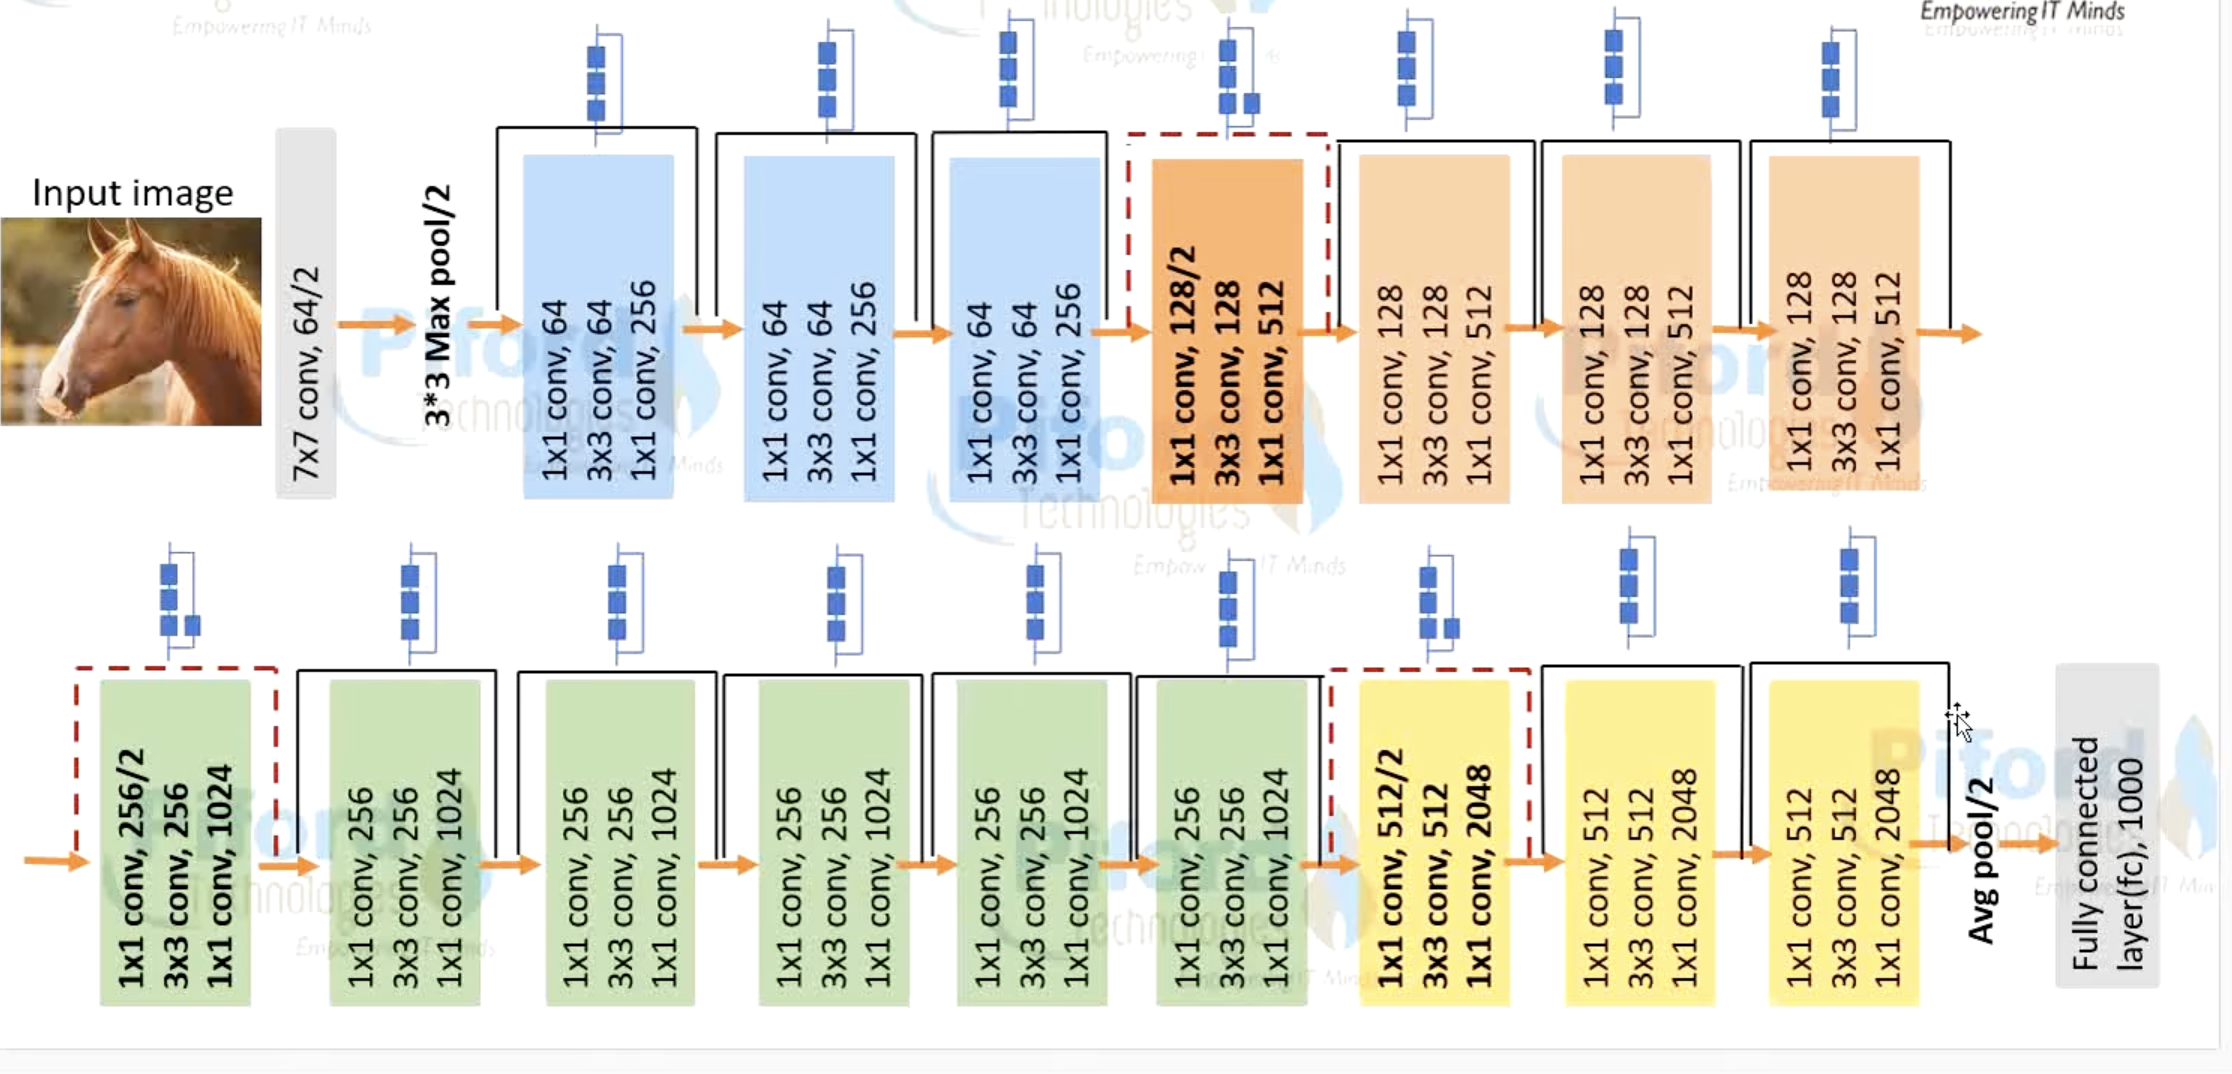 Empowering IT Minds
Input image
7x7 conv, 64/2
3*3 Max pool/2
1x1 conv, 64
3x3 conv, 64
1x1 conv, 256
1x1 conv, 64
3x3 conv, 64
1x1 conv, 256
1x1 conv, 64
3x3 conv, 64
1x1 conv, 256
1x1 conv, 128/2
3x3 conv, 128
1x1 conv, 512
1x1 conv, 128
3x3 conv, 128
1x1 conv, 512
1x1 conv, 128
3x3 conv, 128
1x1 conv, 512
1x1 conv, 128
3x3 conv, 128
1x1 conv, 512
1x1 conv, 256/2
3x3 conv, 256
1x1 conv, 1024
1x1 conv, 256
3x3 conv, 256
1x1 conv, 1024
1x1 conv, 256
3x3 conv, 256
1x1 conv, 1024
1x1 conv, 256
3x3 conv, 256
1x1 conv, 1024
1x1 conv, 256
3x3 conv, 256
1x1 conv, 1024
1x1 conv, 256
3x3 conv, 256
1x1 conv, 1024
1x1 conv, 512/2
3x3 conv, 512
1x1 conv, 2048
1x1 conv, 512
3x3 conv, 512
1x1 conv, 2048
1x1 conv, 512
3x3 conv, 512
1x1 conv, 2048
Avg pool/2
Fully connected
layer(fc),1000
Piford
Technologies
Empowering IT Minds